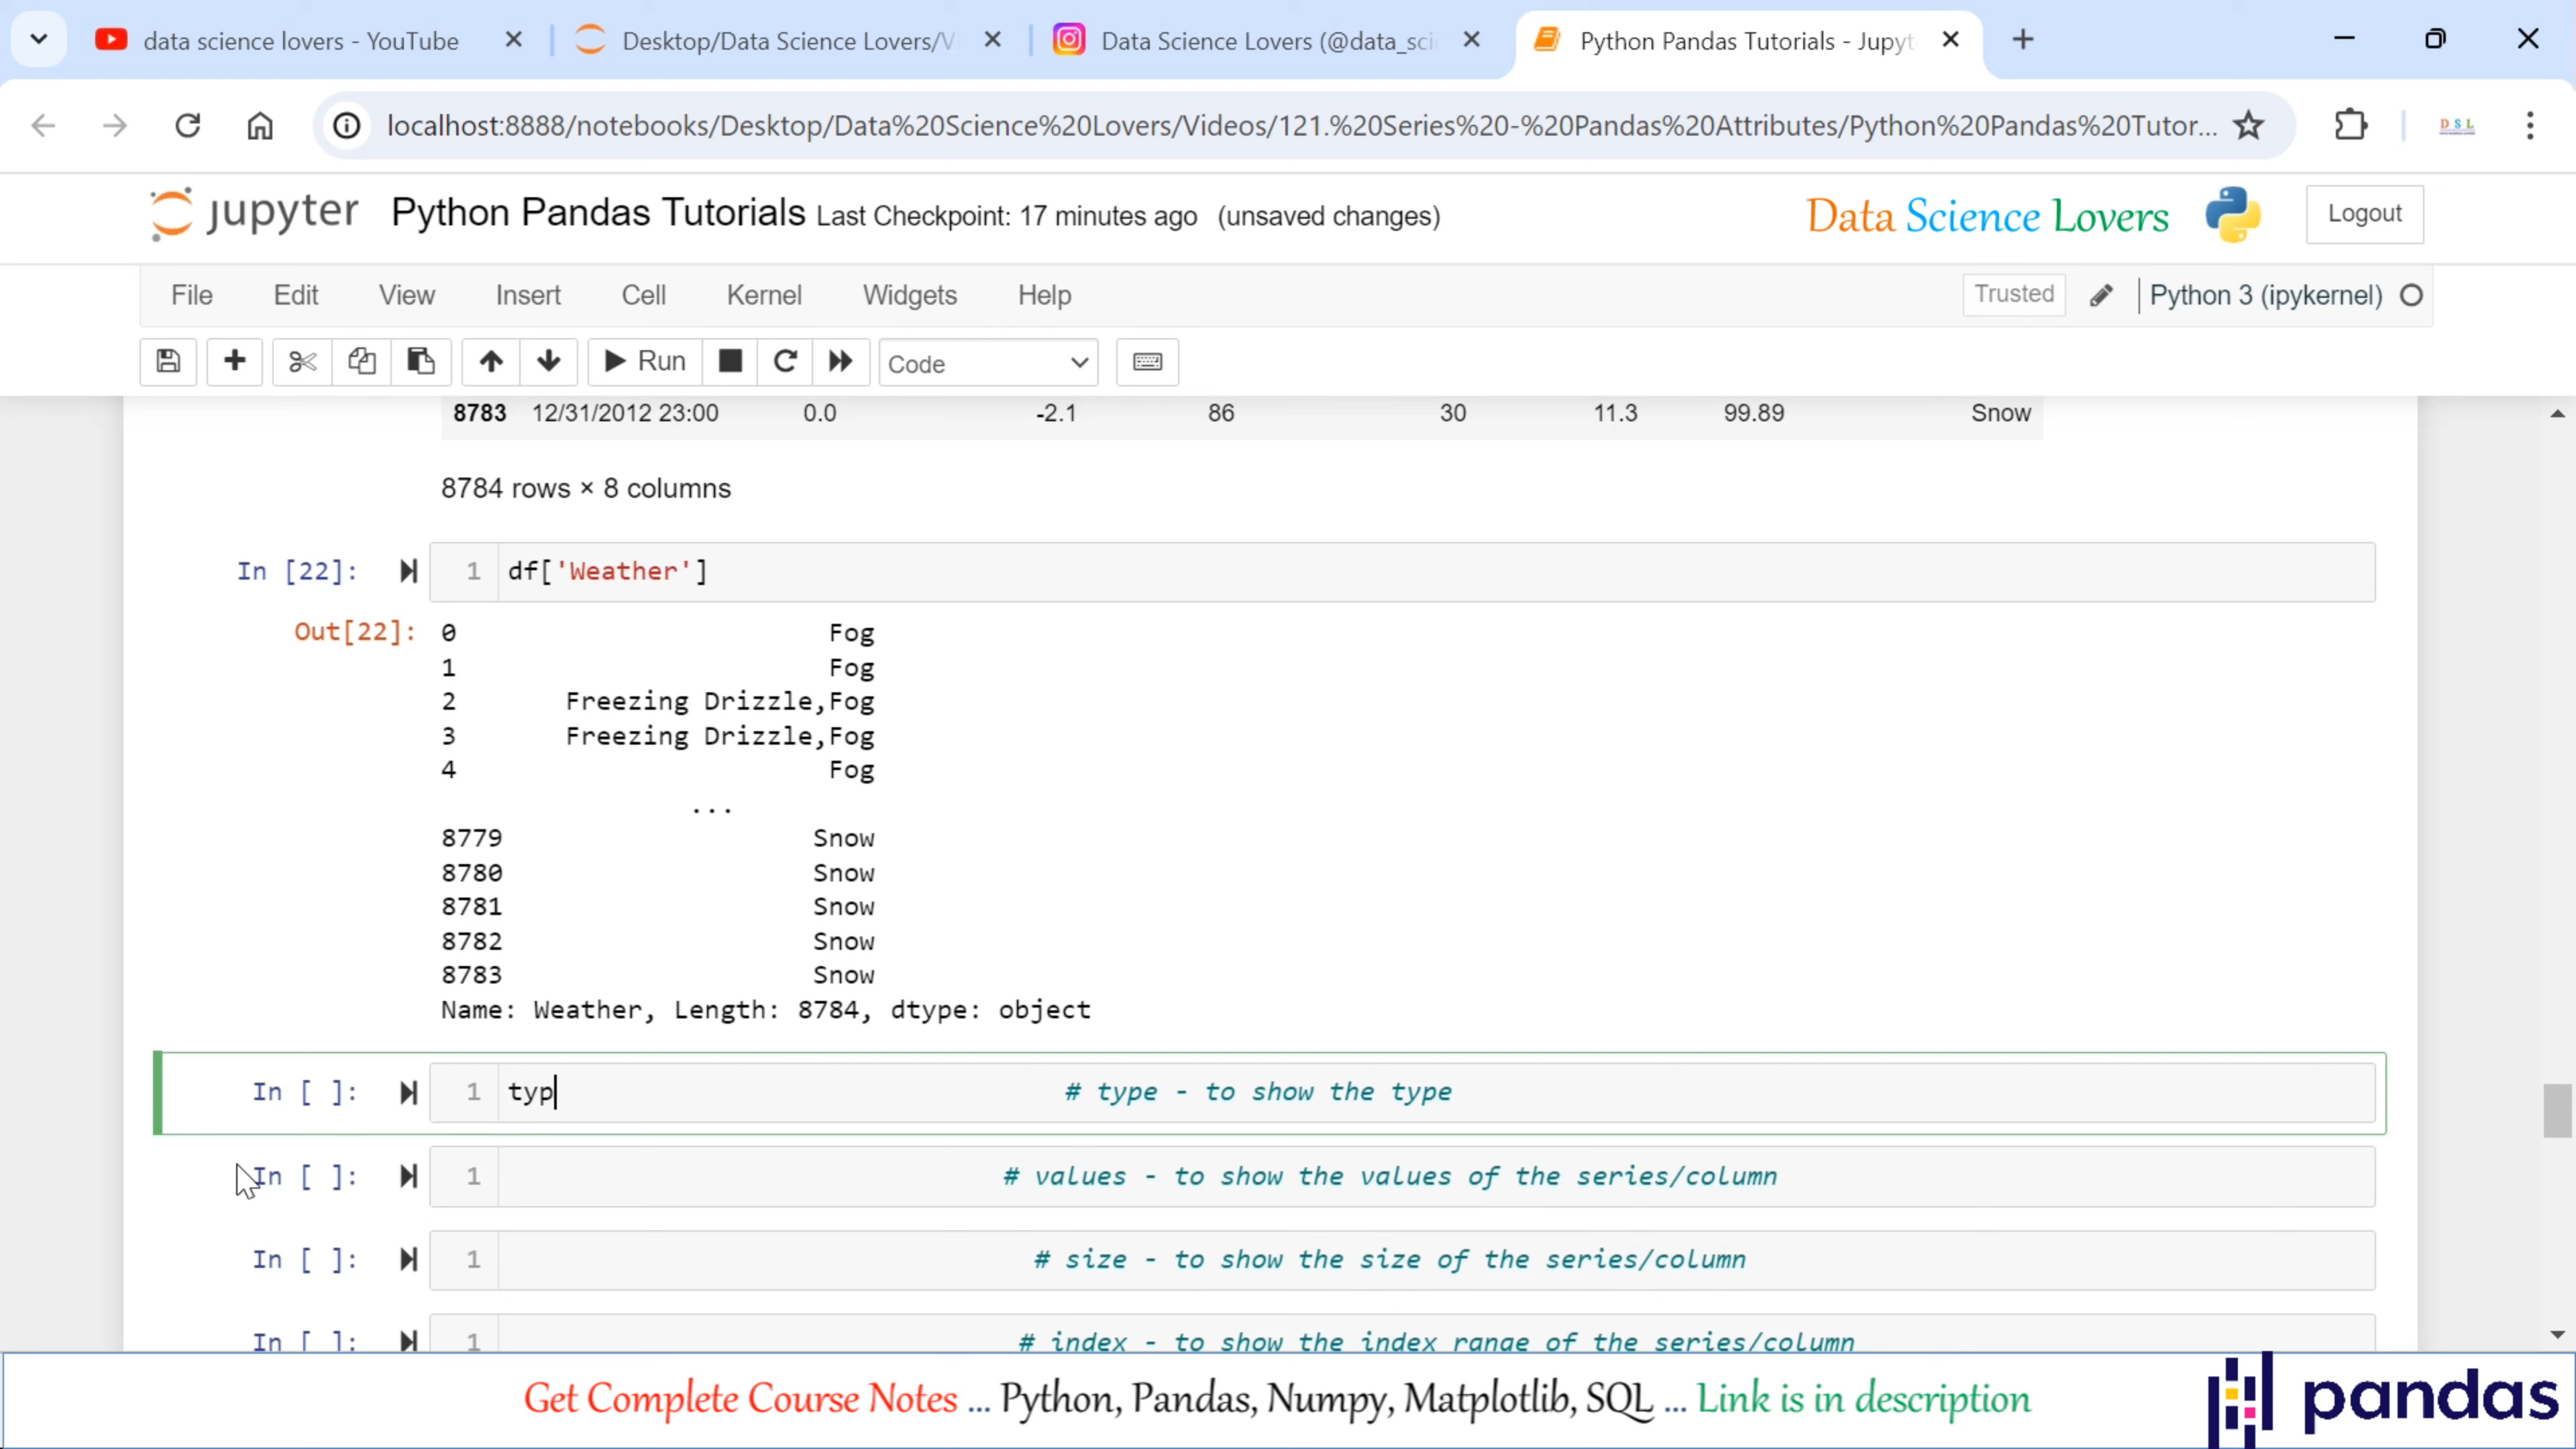 data science lovers - YouTube
Desktop/Data Science Lovers/Vi
Data Science Lovers (@data_sci
Python Pandas Tutorials - Jupyt
localhost:8888/notebooks/Desktop/Data%20Science%20Lovers/Videos/121.%20Series%20-%20Pandas%20Attributes/Python%20Pandas%20Tutor...
DSL
jupyter Python Pandas Tutorials Last Checkpoint: 17 minutes ago (unsaved changes)
Data Science Lovers
Logout
File Edit View Insert Cell Kernel Widgets Help
Trusted
Python 3 (ipykernel)
Run
Code
8783 12/31/2012 23:00 0.0 -2.1 86 30 11.3 99.89 Snow
8784 rows × 8 columns
In [22]: 1 df['Weather']
Out[22]: 0 Fog
1 Fog
2 Freezing Drizzle,Fog
3 Freezing Drizzle,Fog
4 Fog
...
8779 Snow
8780 Snow
8781 Snow
8782 Snow
8783 Snow
Name: Weather, Length: 8784, dtype: object
In [ ]: 1 typ # type - to show the type
In [ ]: 1 # values - to show the values of the series/column
In [ ]: 1 # size - to show the size of the series/column
In [ ]: 1 # index - to show the index range of the series/column
Get Complete Course Notes ... Python, Pandas, Numpy, Matplotlib, SQL ... Link is in description
pandas